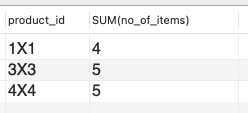 product_id SUM(no_of_items)
1X1 4
3X3 5
4X4 5